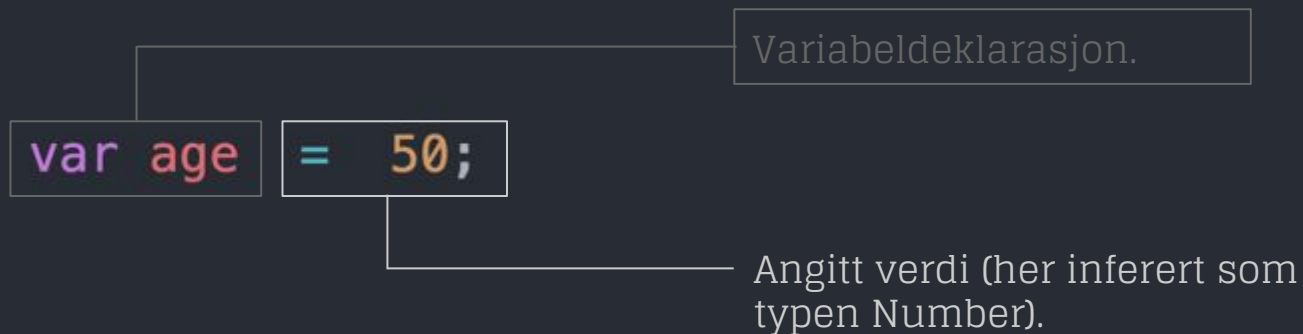 Variabeldeklarasjon.
var age = 50;
Angitt verdi (her inferert som
typen Number).